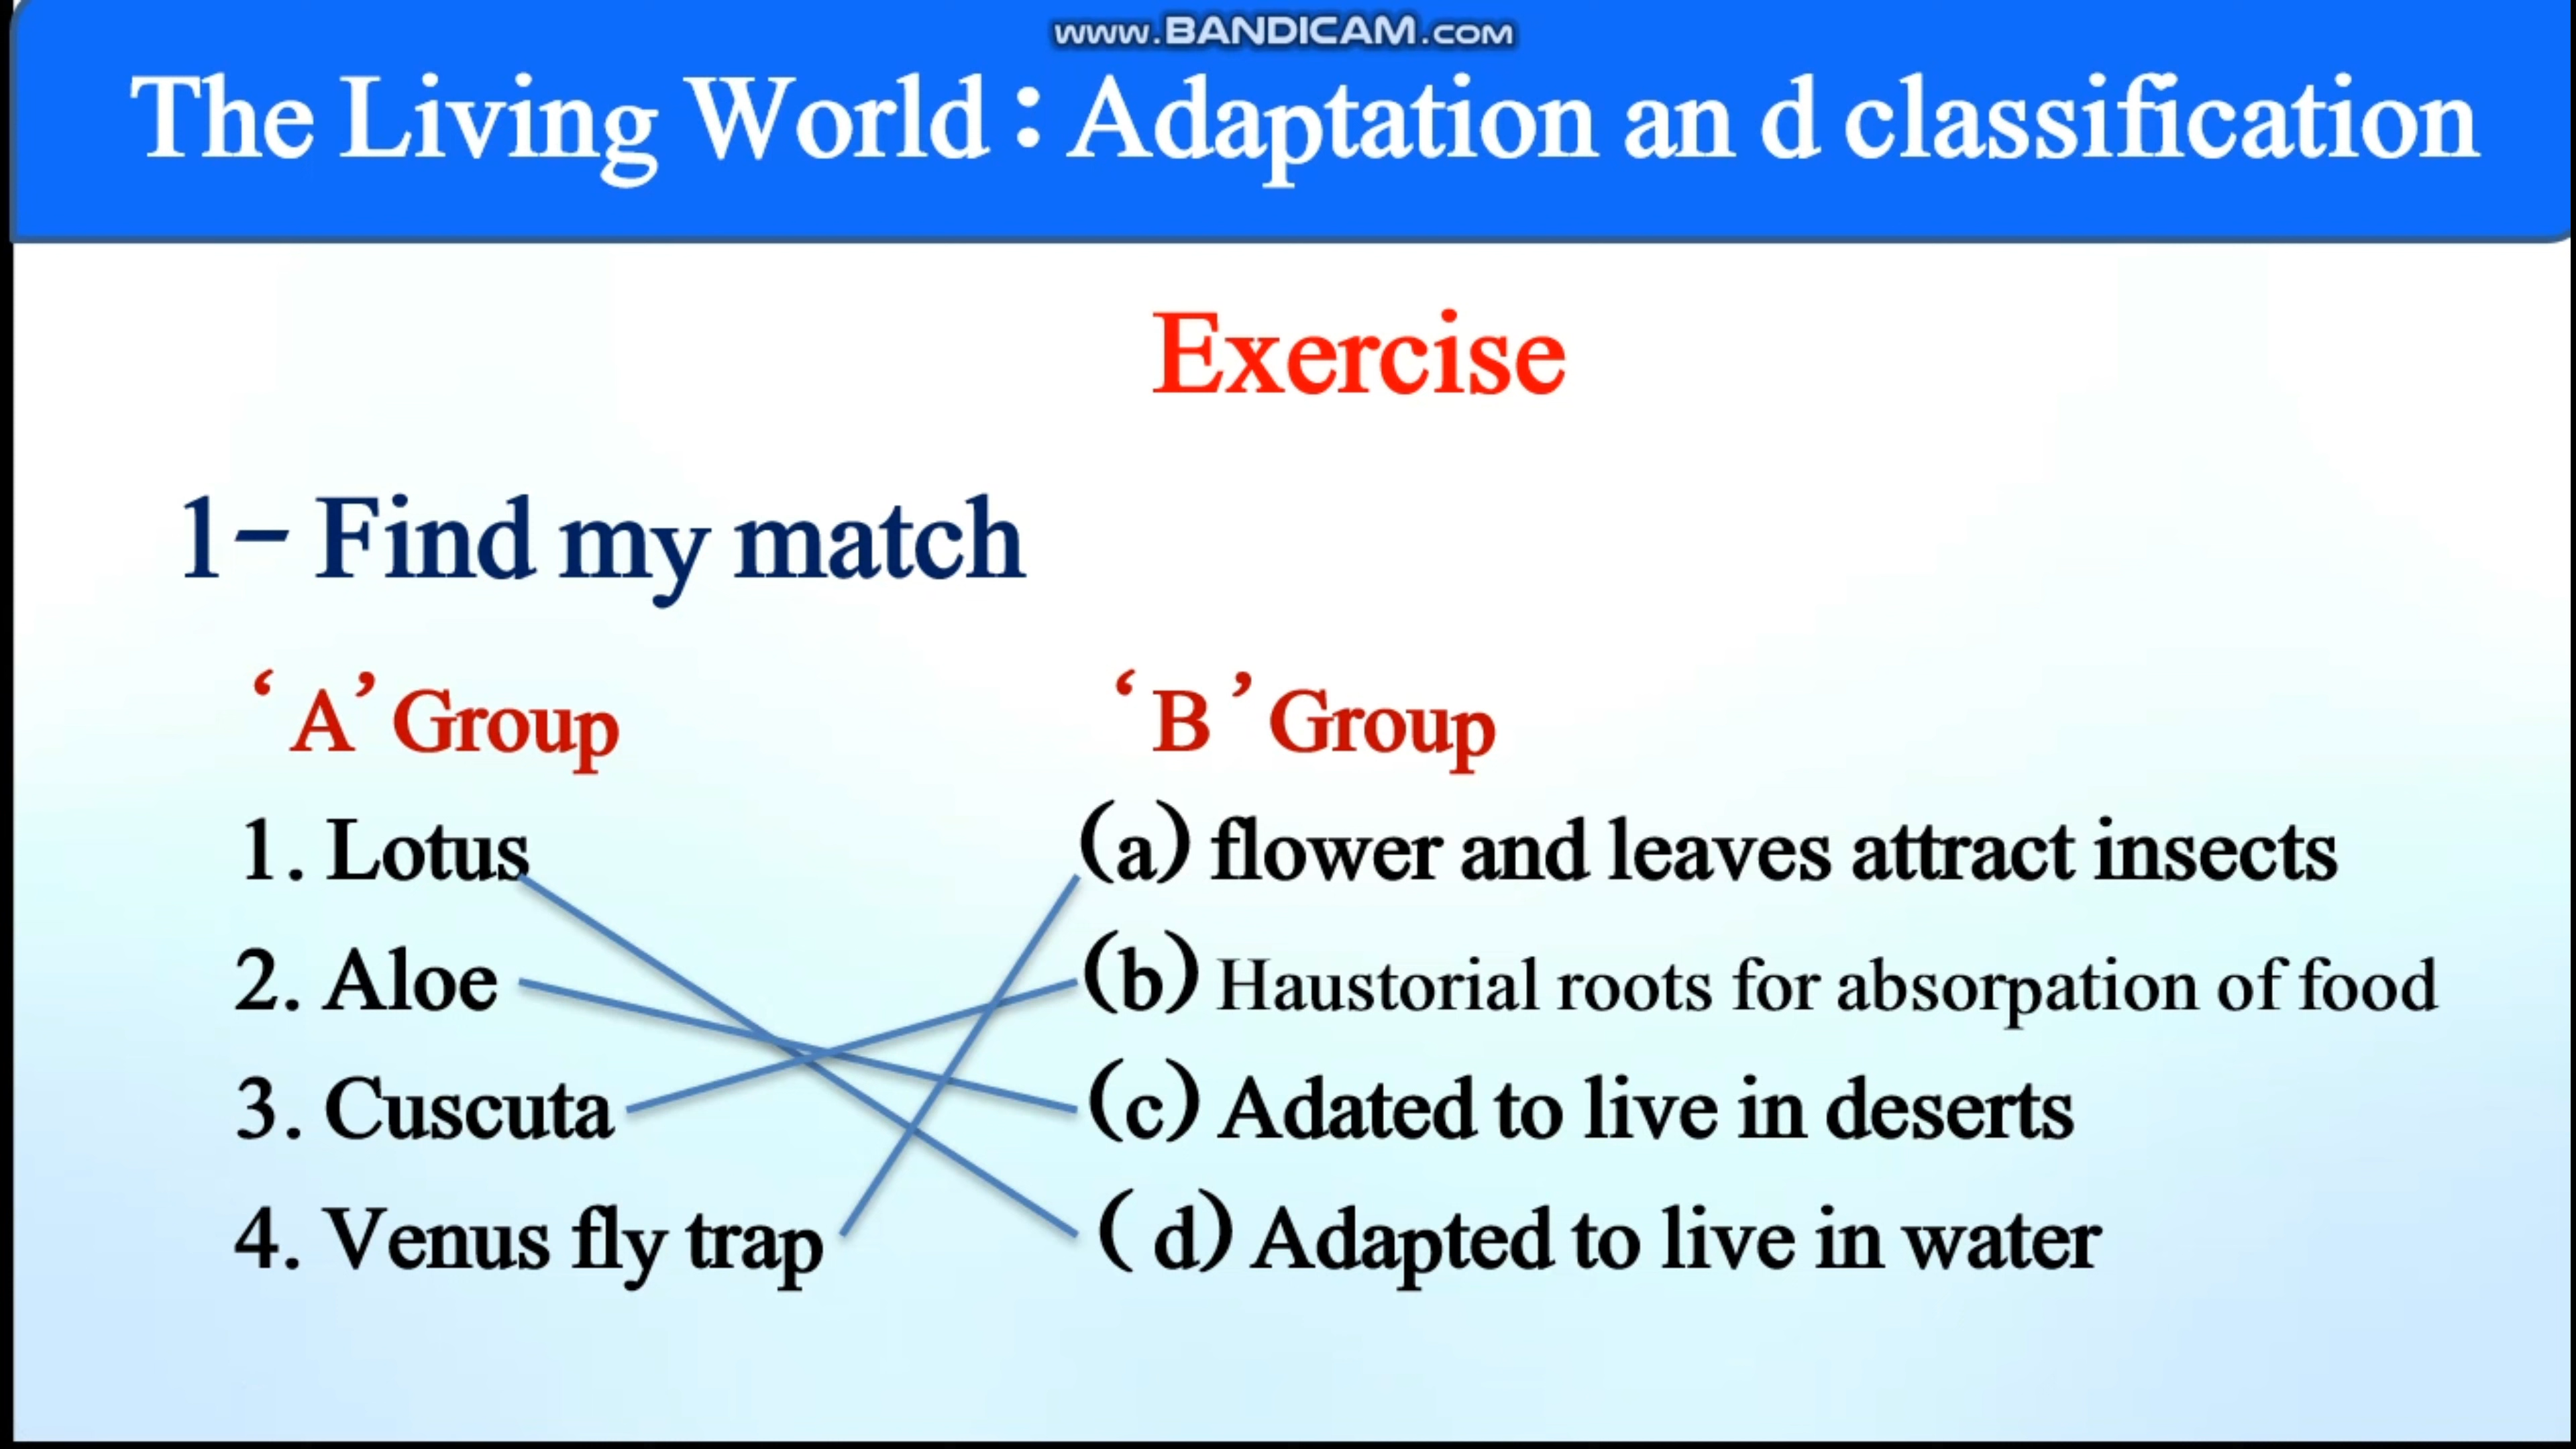 www.BANDICAM.com
The Living World : Adaptation an d classification
Exercise
1- Find my match
‘ A’ Group
‘ B ’ Group
1. Lotus
(a) flower and leaves attract insects
2. Aloe
(b) Haustorial roots for absorpation of food
3. Cuscuta
(c) Adated to live in deserts
4. Venus fly trap
( d) Adapted to live in water